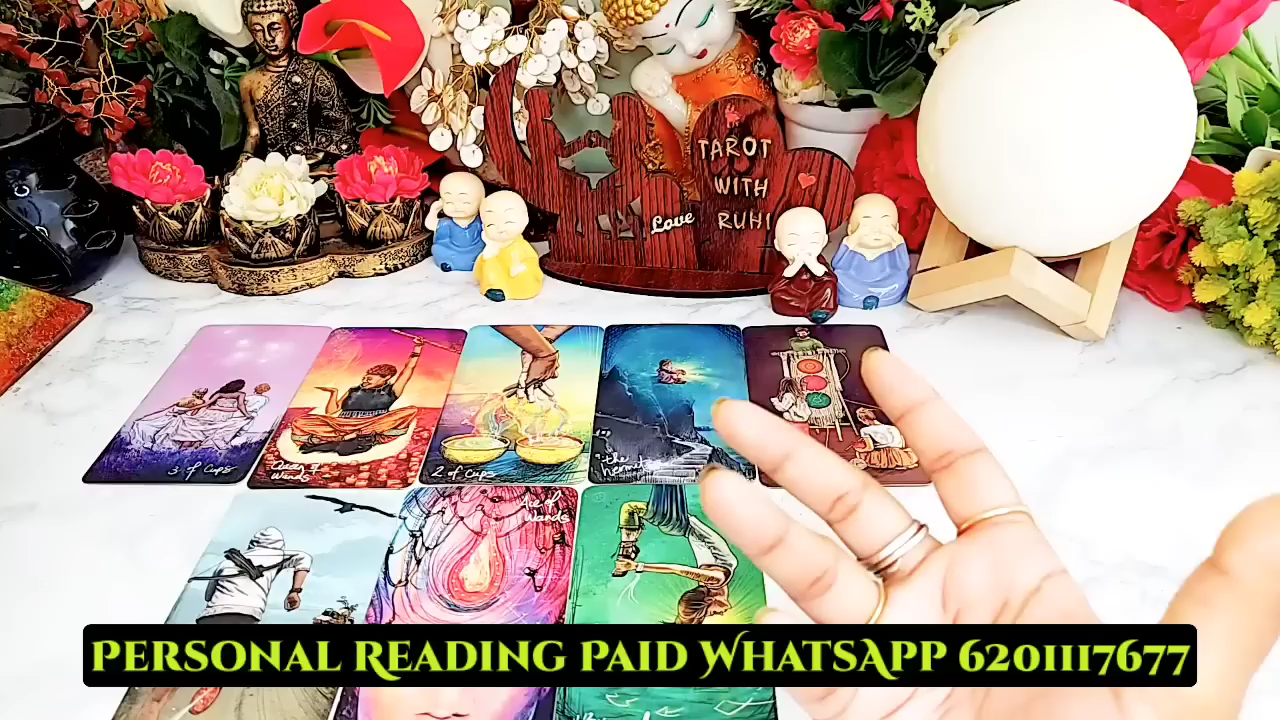 TAROT
WITH
Love RUHI
3 of Cups
2 of Cups
the
hermit
Ace of
Wands
PERSONAL READING PAID WHATSAPP 6201117677